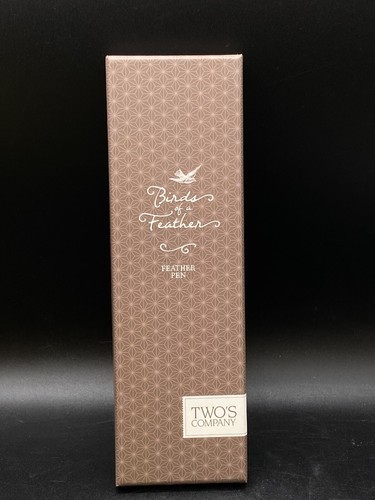 Birds
of a
Feather
FEATHER
PEN
TWO'S
COMPANY